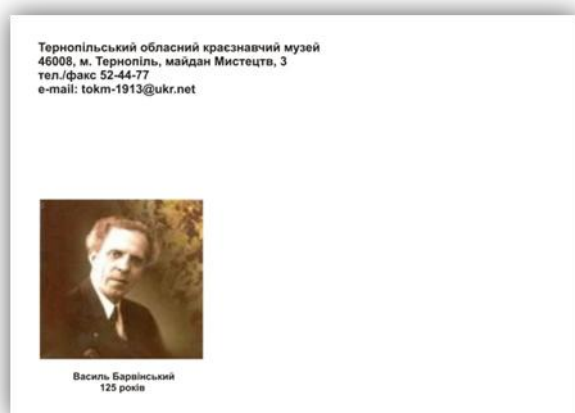 Тернопільський обласний краєзнавчий музей
46008, м. Тернопіль, майдан Мистецтв, 3
тел./факс 52-44-77
e-mail: tokm-1913@ukr.net
Василь Барвінський
125 років